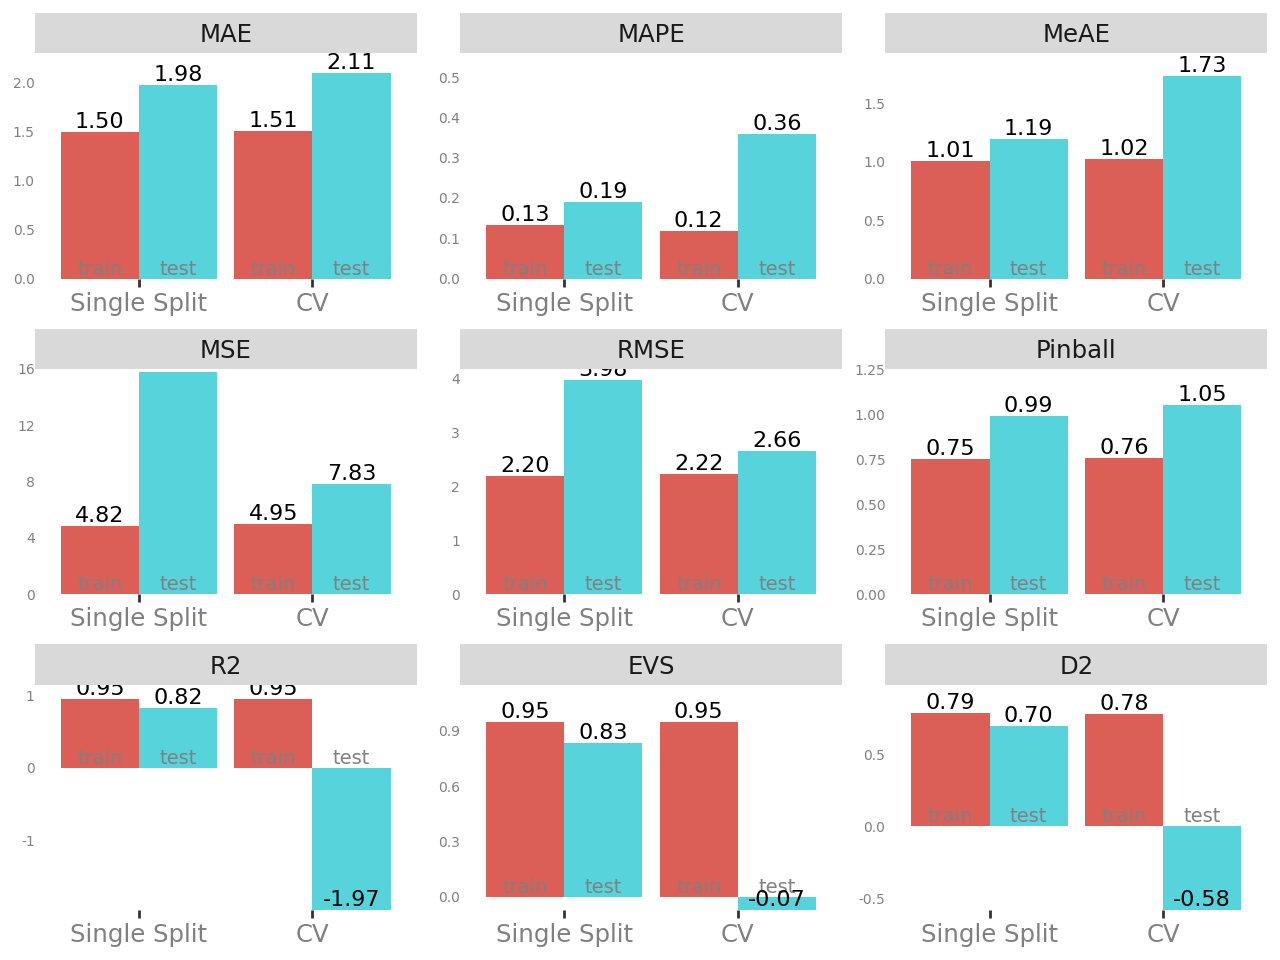 MAE
2.0
1.5
1.0
0.5
0.0
1.50
1.98
1.51
2.11
train test train test
Single Split CV
MAPE
0.5
0.4
0.3
0.2
0.1
0.0
0.13
0.19
0.12
0.36
train test train test
Single Split CV
MeAE
1.5
1.0
0.5
0.0
1.01
1.19
1.02
1.73
train test train test
Single Split CV
MSE
16
12
8
4
0
4.82
4.95
7.83
train test train test
Single Split CV
RMSE
4
3
2
1
0
2.20
3.98
2.22
2.66
train test train test
Single Split CV
Pinball
1.25
1.00
0.75
0.50
0.25
0.00
0.75
0.99
0.76
1.05
train test train test
Single Split CV
R2
1
0
-1
0.95
0.82
0.95
-1.97
train test train test
Single Split CV
EVS
0.9
0.6
0.3
0.0
0.95
0.83
0.95
-0.07
train test train test
Single Split CV
D2
0.5
0.0
-0.5
0.79
0.70
0.78
-0.58
train test train test
Single Split CV